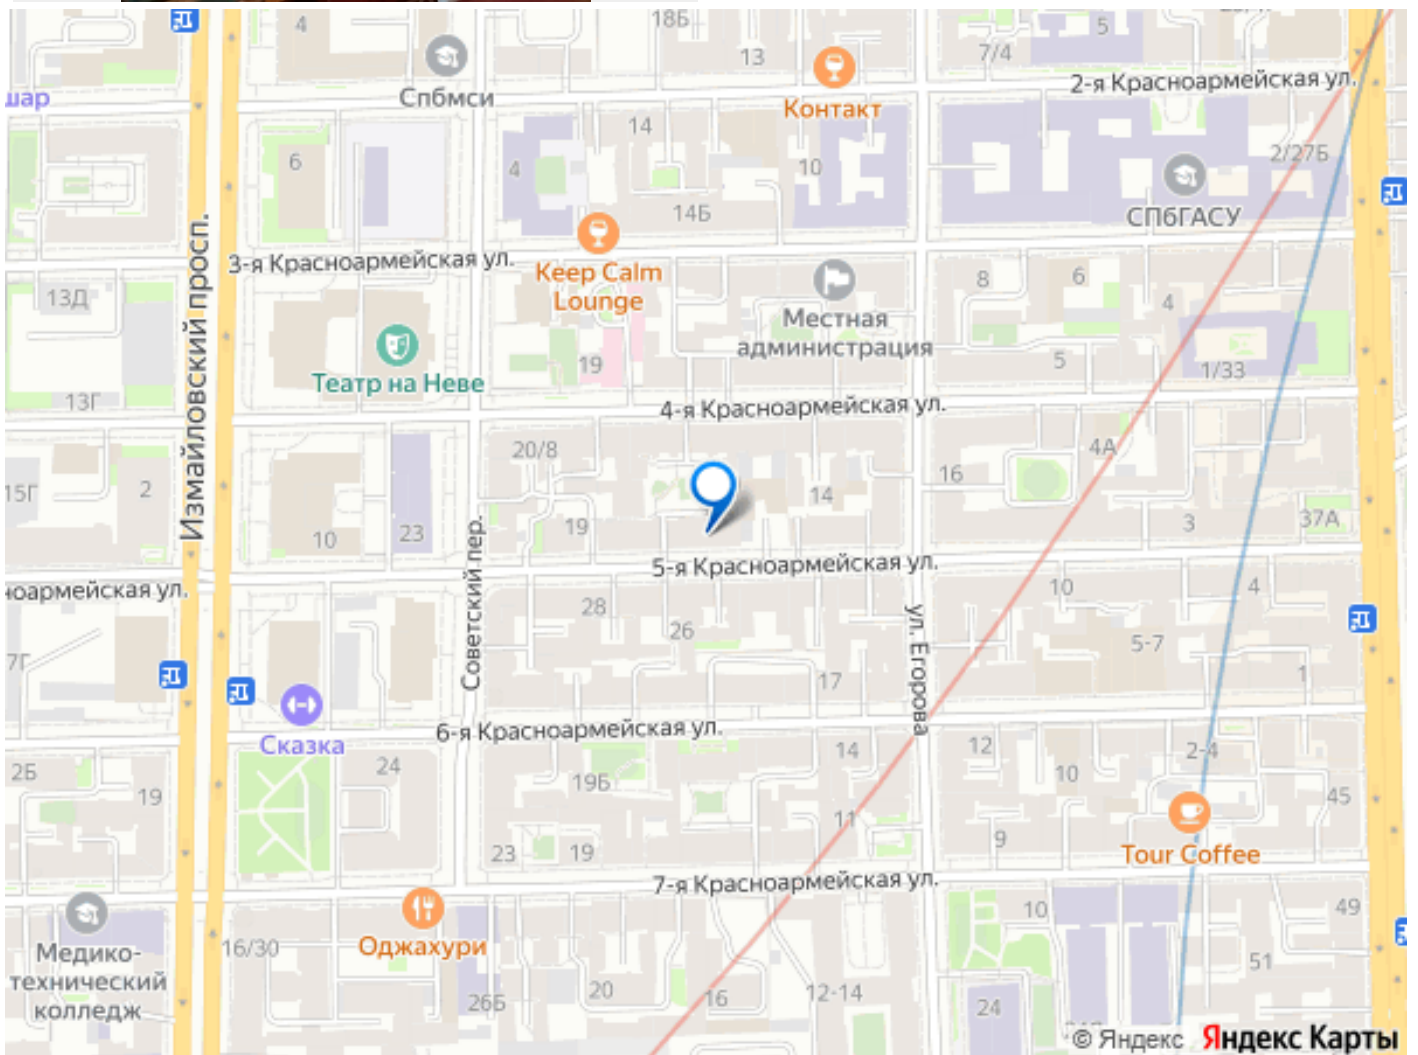 18Б
4
13
7/4
5
2-я Красноармейская ул.
шар
Спбмси
Контакт
14
6
4
10
2/27Б
14Б
СПбГАСУ
3-я Красноармейская ул.
Keep Calm
Lounge
8
6
4
13Д
Измайловский просп.
Местная
администрация
Театр на Неве
19
5
1/33
13Г
4-я Красноармейская ул.
20/8
4А
16
15Г
2
14
10
23
19
3
37А
Советский пер.
5-я Красноармейская ул.
ноармейская ул.
28
26
10
4
ул. Егорова
5-7
7Г
17
1
6-я Красноармейская ул.
Сказка
14
12
2-4
2Б
24
19Б
10
19
11
45
23
19
9
Tour Coffee
7-я Красноармейская ул.
10
49
Оджахури
16/30
Медико-
технический
колледж
51
26Б
20
16
12-14
24
© Яндекс Яндекс Карты